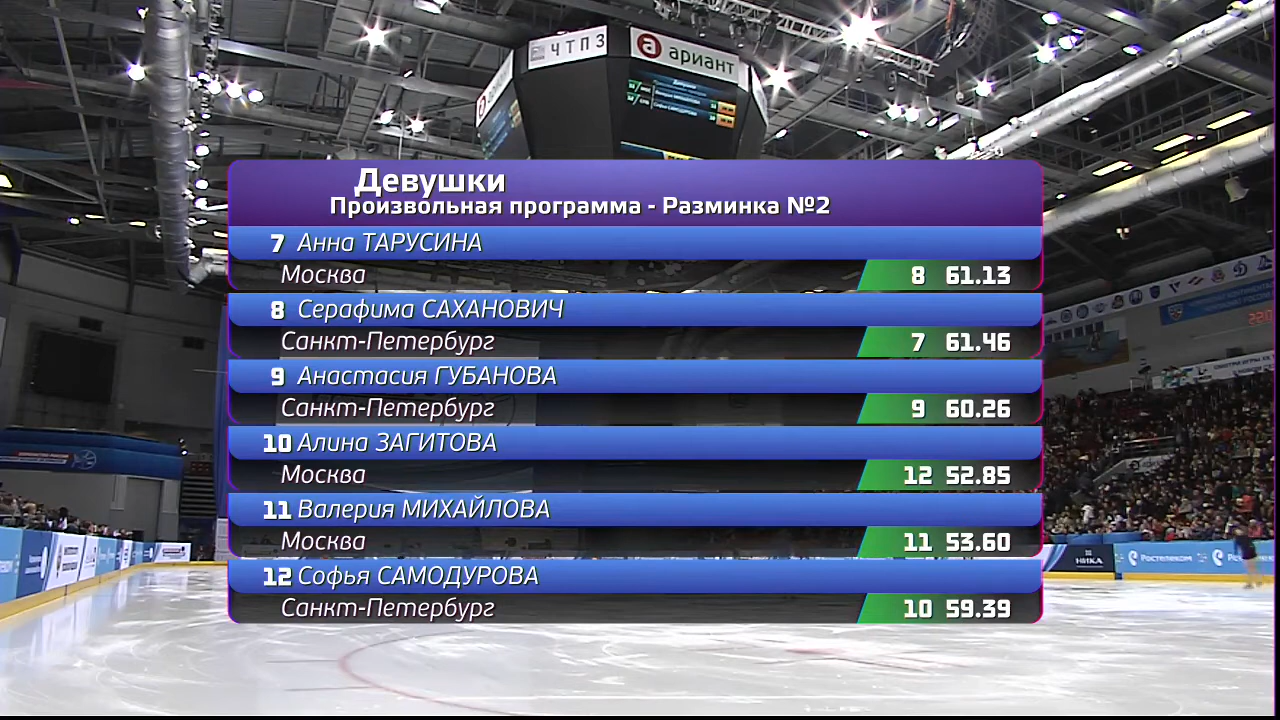 ЧТПЗ
ариант
Девушки
Произвольная программа - Разминка №2
7 Анна ТАРУСИНА
Москва 8 61.13
8 Серафима САХАНОВИЧ
Санкт-Петербург 7 61.46
9 Анастасия ГУБАНОВА
Санкт-Петербург 9 60.26
10 Алина ЗАГИТОВА
Москва 12 52.85
11 Валерия МИХАЙЛОВА
Москва 11 53.60
12 Софья САМОДУРОВА
Санкт-Петербург 10 59.39
НИКА
Ростелеком